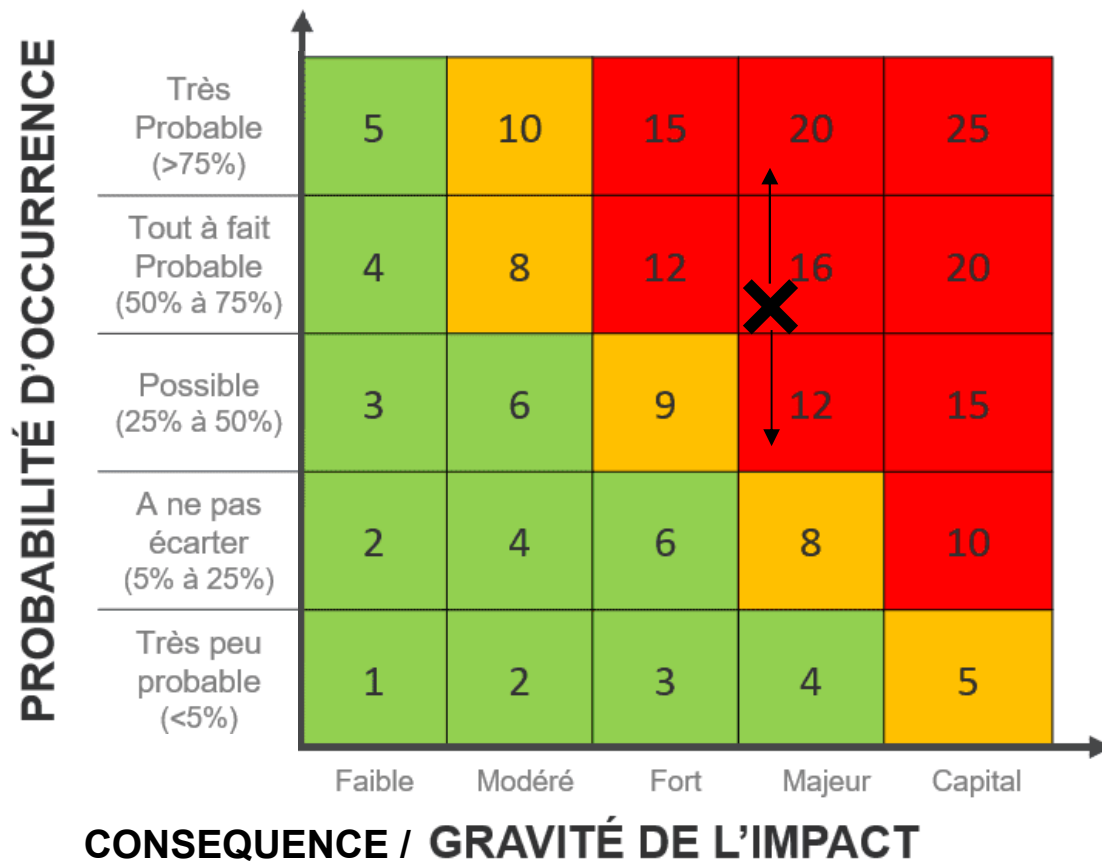 PROBABILITÉ D'OCCURRENCE
Très
Probable
(>75%)
5 10 15 20 25
Tout à fait
Probable
(50% à 75%)
4 8 12 16 20
Possible
(25% à 50%)
3 6 9 12 15
A ne pas
écarter
(5% à 25%)
2 4 6 8 10
Très peu
probable
(<5%)
1 2 3 4 5
Faible Modéré Fort Majeur Capital
CONSEQUENCE / GRAVITÉ DE L'IMPACT